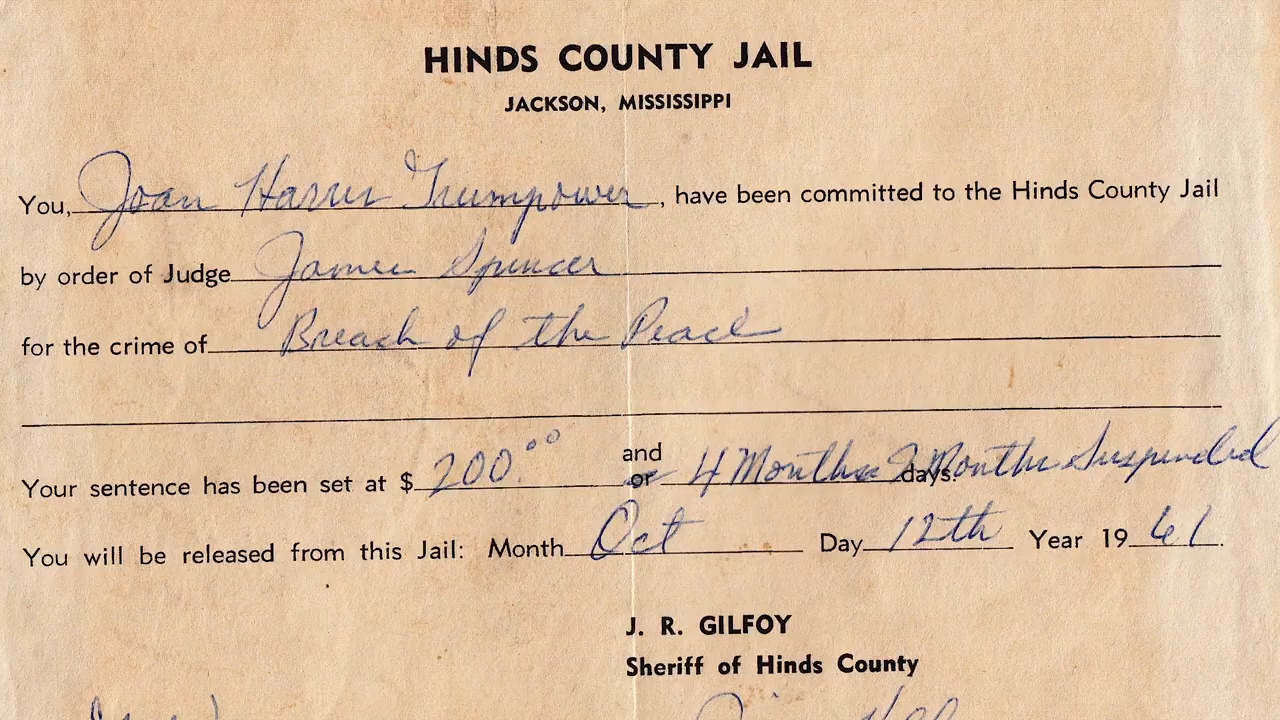 HINDS COUNTY JAIL
JACKSON, MISSISSIPPI
You, Joan Harris Trumpower, have been committed to the Hinds County Jail
by order of Judge James Spencer
for the crime of Breach of the Peace
and
Your sentence has been set at $ 200.00 or 4 Months 2 Months Suspended days.
You will be released from this Jail: Month Oct Day 12th Year 19 61.
J. R. GILFOY
Sheriff of Hinds County